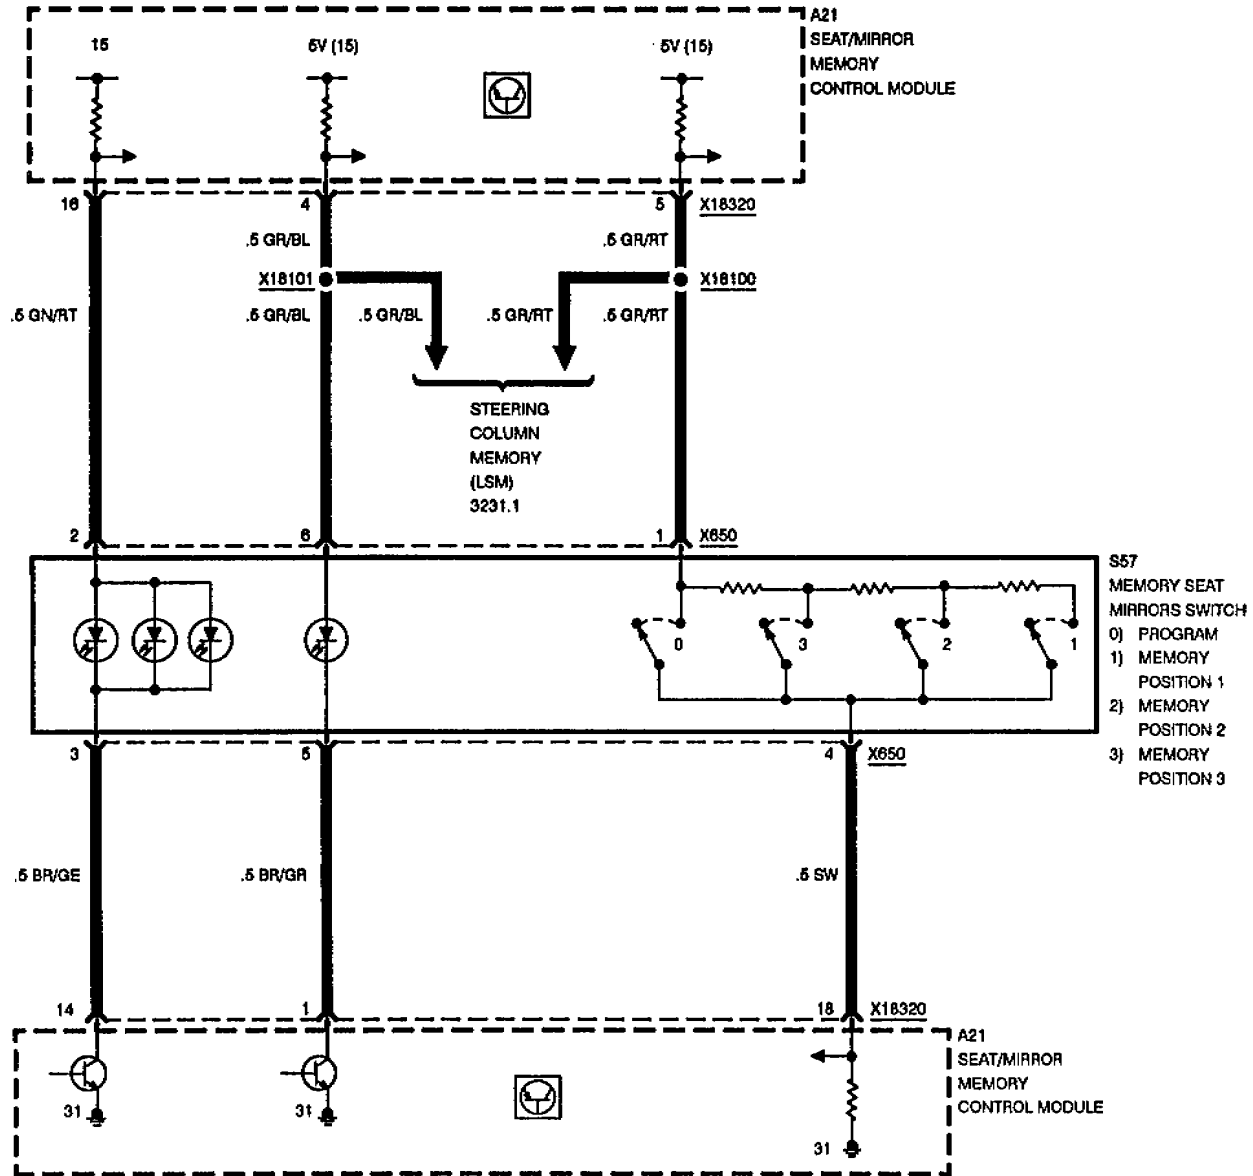 A21
SEAT/MIRROR
MEMORY
CONTROL MODULE
15
5V (15)
5V (15)
16
4
5
X18320
.5 GR/BL
.5 GR/RT
X18101
X18100
.5 GN/RT
.5 GR/BL
.5 GR/BL
.5 GR/RT
.5 GR/RT
STEERING
COLUMN
MEMORY
(LSM)
3231.1
2
6
1
X650
S57
MEMORY SEAT
MIRRORS SWITCH
0) PROGRAM
1) MEMORY
POSITION 1
2) MEMORY
POSITION 2
3) MEMORY
POSITION 3
0
3
2
1
3
5
4
X650
.5 BR/GE
.5 BR/GR
.5 SW
14
1
18
X18320
A21
SEAT/MIRROR
MEMORY
CONTROL MODULE
31
31
31